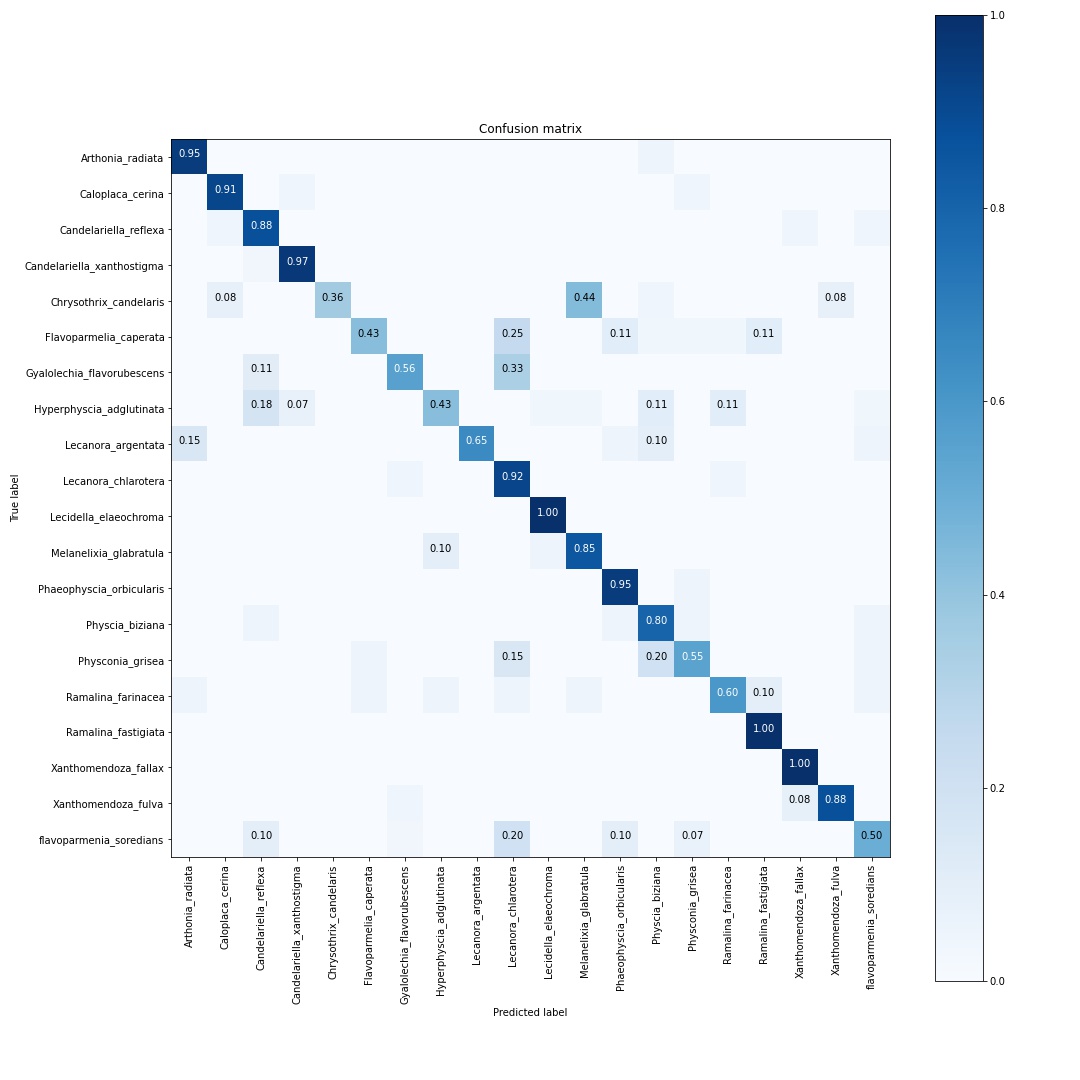 Confusion matrix
1.0
0.8
0.6
0.4
0.2
0.0
True label
Arthonia_radiata 0.95
Caloplaca_cerina 0.91
Candelariella_reflexa 0.88
Candelariella_xanthostigma 0.97
Chrysothrix_candelaris 0.08 0.36 0.44 0.08
Flavoparmelia_caperata 0.43 0.25 0.11 0.11
Gyalolechia_flavorubescens 0.11 0.56 0.33
Hyperphyscia_adglutinata 0.18 0.07 0.43 0.11 0.11
Lecanora_argentata 0.15 0.65 0.10
Lecanora_chlarotera 0.92
Lecidella_elaeochroma 1.00
Melanelixia_glabratula 0.10 0.85
Phaeophyscia_orbicularis 0.95
Physcia_biziana 0.80
Physconia_grisea 0.15 0.20 0.55
Ramalina_farinacea 0.60 0.10
Ramalina_fastigiata 1.00
Xanthomendoza_fallax 1.00
Xanthomendoza_fulva 0.08 0.88
flavoparmenia_soredians 0.10 0.20 0.10 0.07 0.50
Arthonia_radiata
Caloplaca_cerina
Candelariella_reflexa
Candelariella_xanthostigma
Chrysothrix_candelaris
Flavoparmelia_caperata
Gyalolechia_flavorubescens
Hyperphyscia_adglutinata
Lecanora_argentata
Lecanora_chlarotera
Lecidella_elaeochroma
Melanelixia_glabratula
Phaeophyscia_orbicularis
Physcia_biziana
Physconia_grisea
Ramalina_farinacea
Ramalina_fastigiata
Xanthomendoza_fallax
Xanthomendoza_fulva
flavoparmenia_soredians
Predicted label